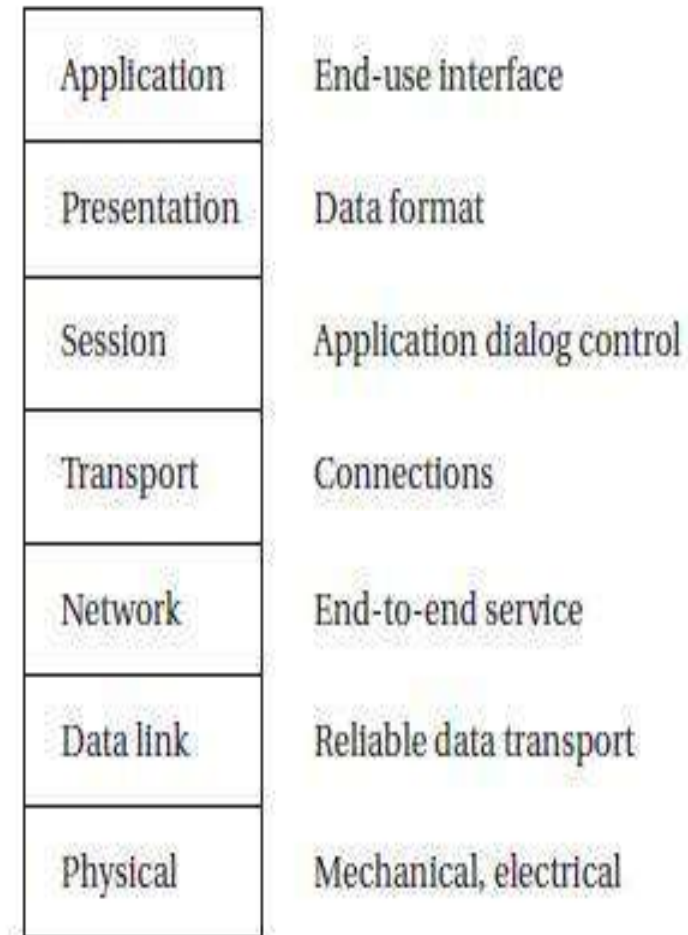 Application End-use interface
Presentation Data format
Session Application dialog control
Transport Connections
Network End-to-end service
Data link Reliable data transport
Physical Mechanical, electrical